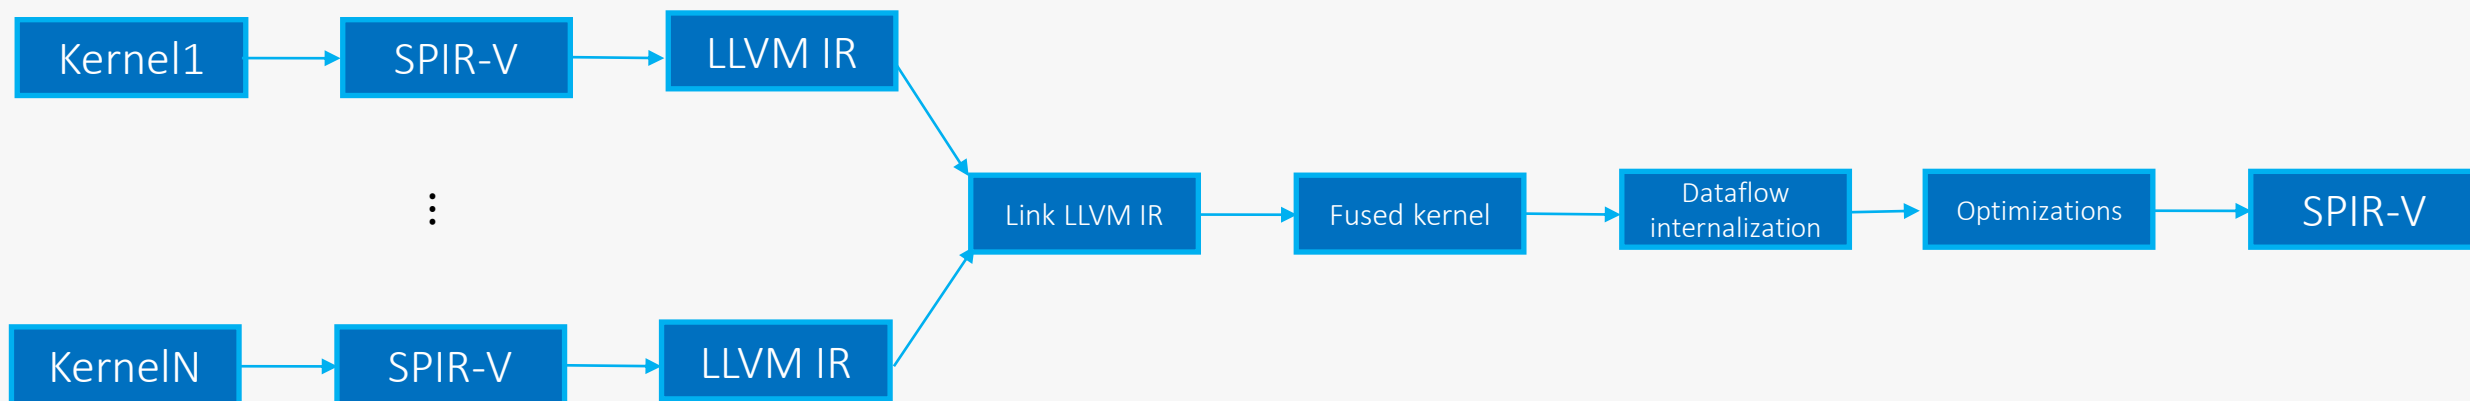 Kernel1
SPIR-V
LLVM IR
⋮
KernelN
SPIR-V
LLVM IR
Link LLVM IR
Fused kernel
Dataflow
internalization
Optimizations
SPIR-V